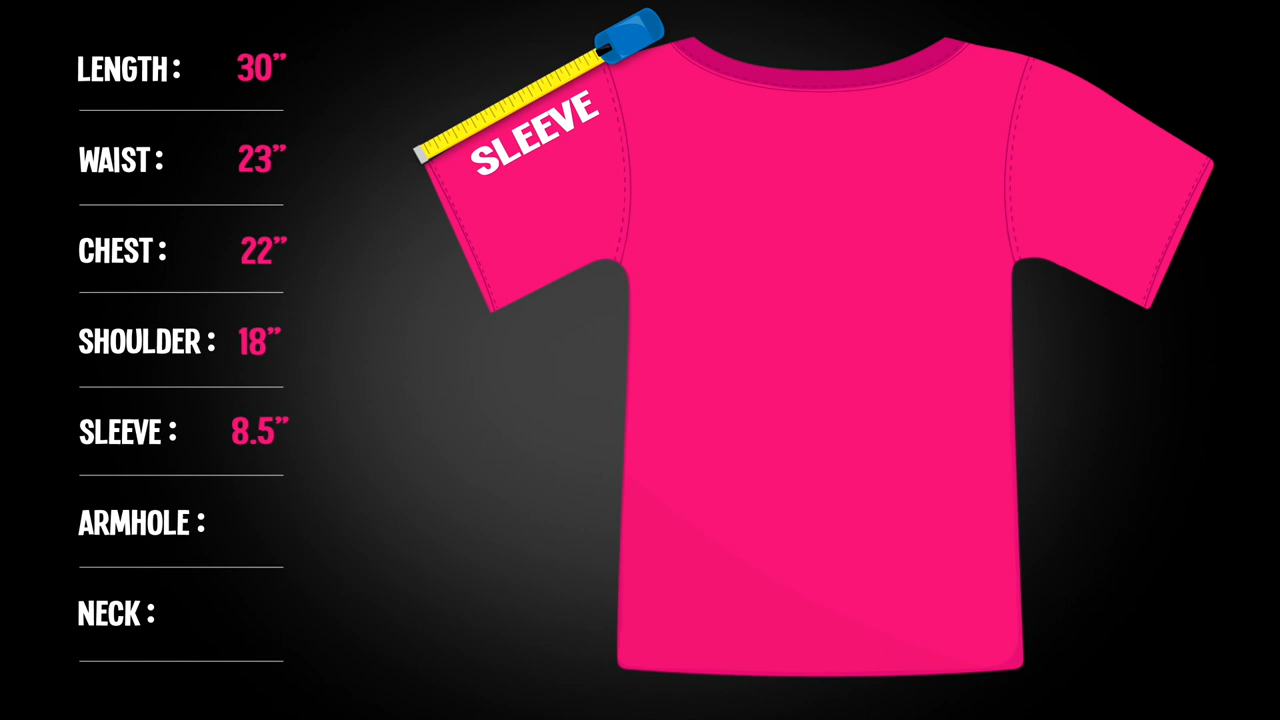 LENGTH: 30”
WAIST: 23”
CHEST: 22”
SHOULDER: 18”
SLEEVE: 8.5”
ARMHOLE:
NECK:
SLEEVE